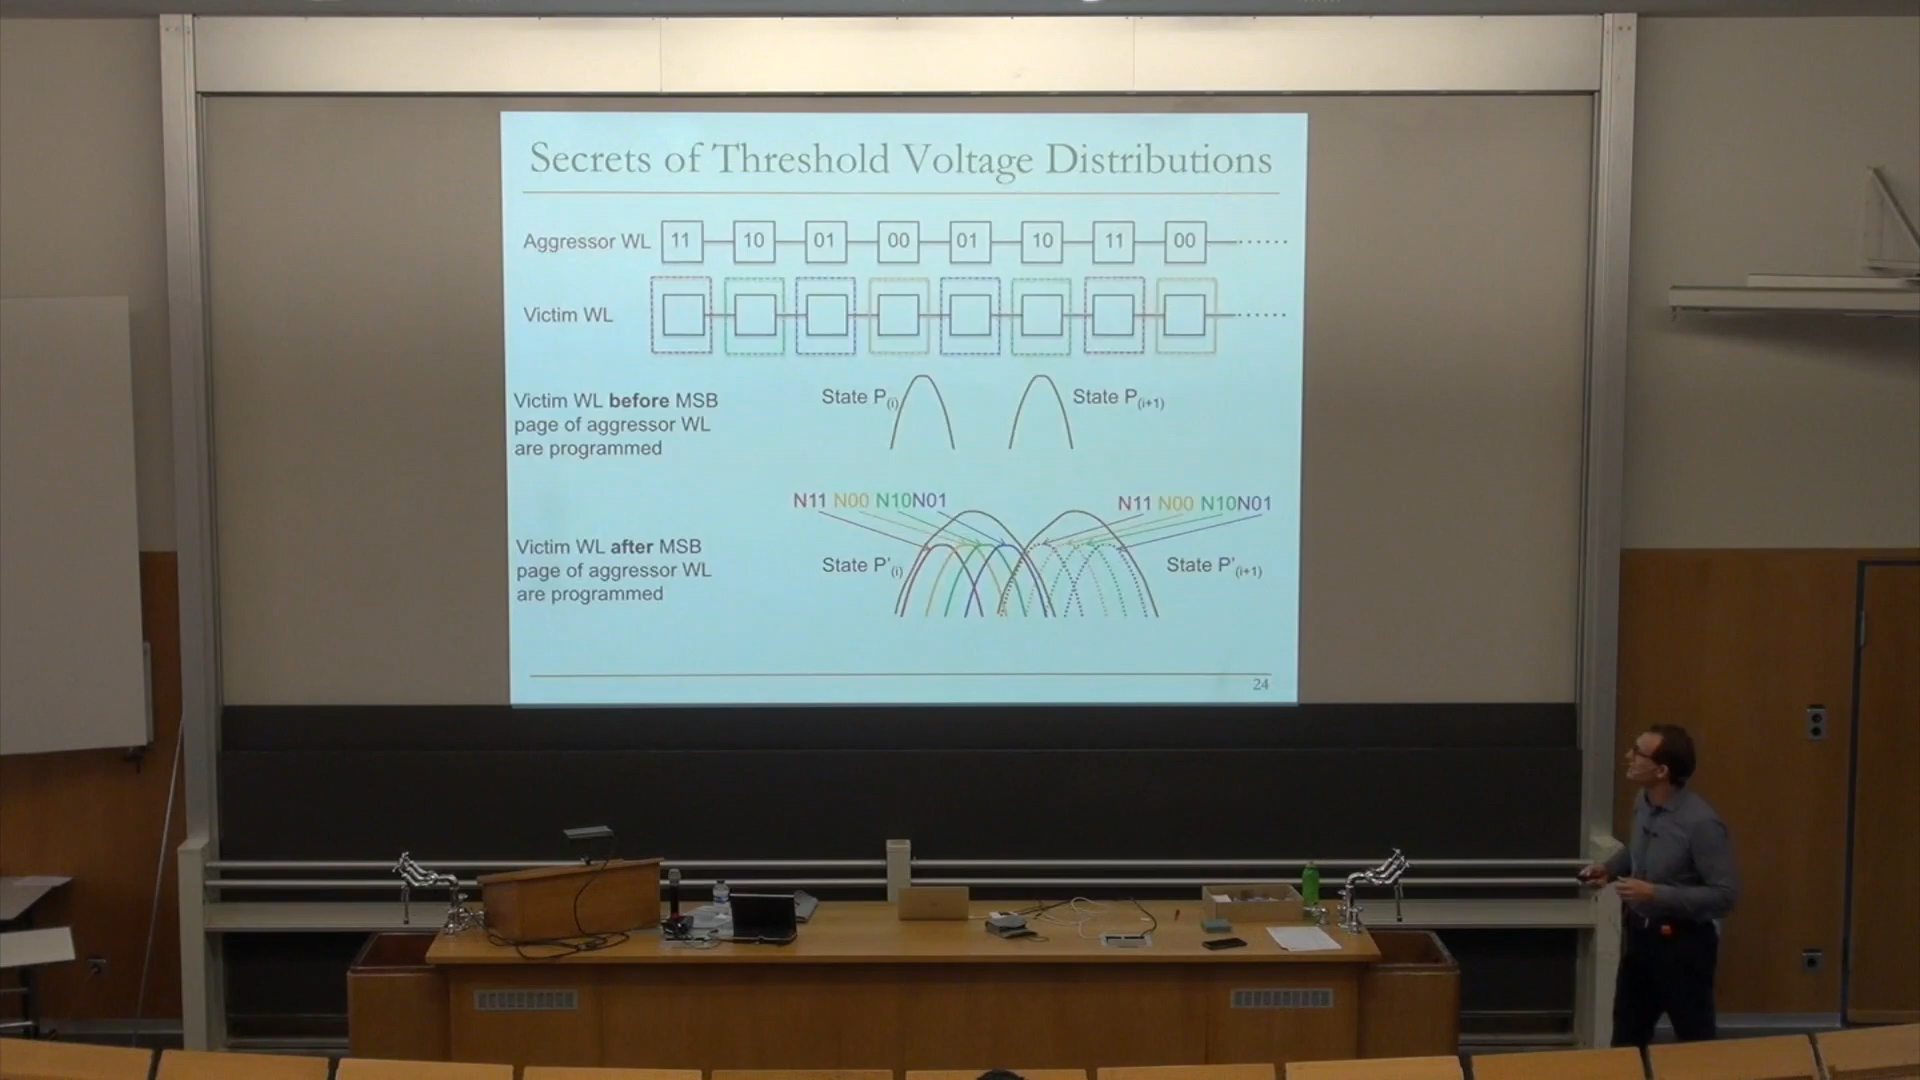 Secrets of Threshold Voltage Distributions
Aggressor WL 11 10 01 00 01 10 11 00 ......
Victim WL ......
Victim WL before MSB
page of aggressor WL
are programmed
State P(i)
State P(i+1)
N11 N00 N10N01
N11 N00 N10N01
Victim WL after MSB
page of aggressor WL
are programmed
State P'(i)
State P'(i+1)
24